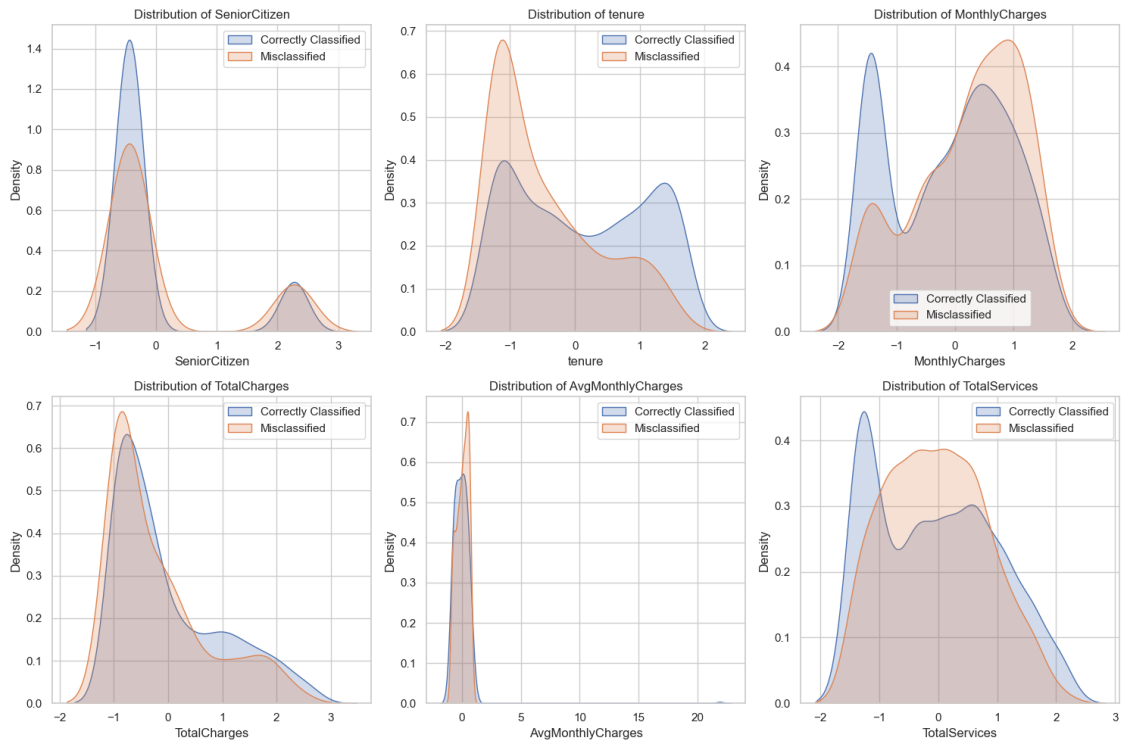 Distribution of SeniorCitizen
Correctly Classified
Misclassified
1.4
1.2
1.0
0.8
0.6
0.4
0.2
0.0
Density
−1
0
1
2
3
SeniorCitizen
Distribution of tenure
Correctly Classified
Misclassified
0.7
0.6
0.5
0.4
0.3
0.2
0.1
0.0
Density
−2
−1
0
1
2
tenure
Distribution of MonthlyCharges
0.4
0.3
0.2
0.1
0.0
Density
Correctly Classified
Misclassified
−2
−1
0
1
2
MonthlyCharges
Distribution of TotalCharges
Correctly Classified
Misclassified
0.7
0.6
0.5
0.4
0.3
0.2
0.1
0.0
Density
−2
−1
0
1
2
3
TotalCharges
Distribution of AvgMonthlyCharges
Correctly Classified
Misclassified
0.7
0.6
0.5
0.4
0.3
0.2
0.1
0.0
Density
0
5
10
15
20
AvgMonthlyCharges
Distribution of TotalServices
Correctly Classified
Misclassified
0.4
0.3
0.2
0.1
0.0
Density
−2
−1
0
1
2
3
TotalServices